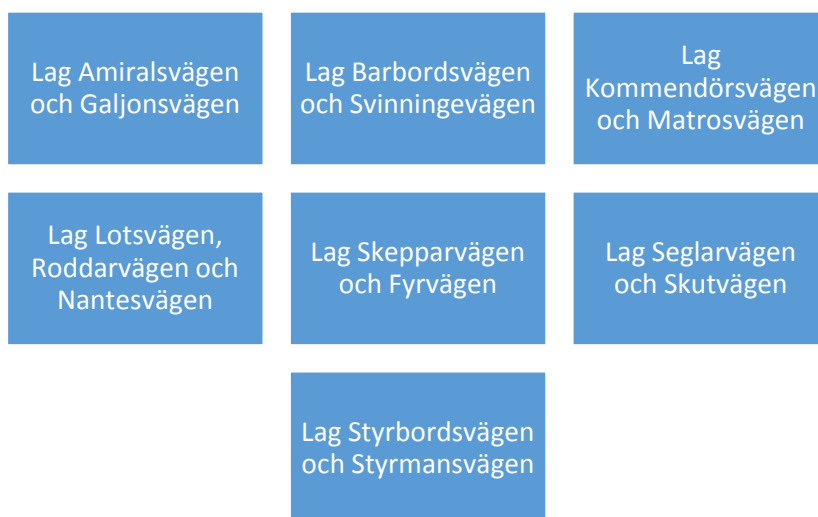 Lag Amiralsvägen
och Galjonsvägen
Lag Barbordsvägen
och Svinningevägen
Lag
Kommendörsvägen
och Matrosvägen
Lag Lotsvägen,
Roddarvägen och
Nantesvägen
Lag Skepparvägen
och Fyrvägen
Lag Seglarvägen
och Skutvägen
Lag Styrbordsvägen
och Styrmansvägen